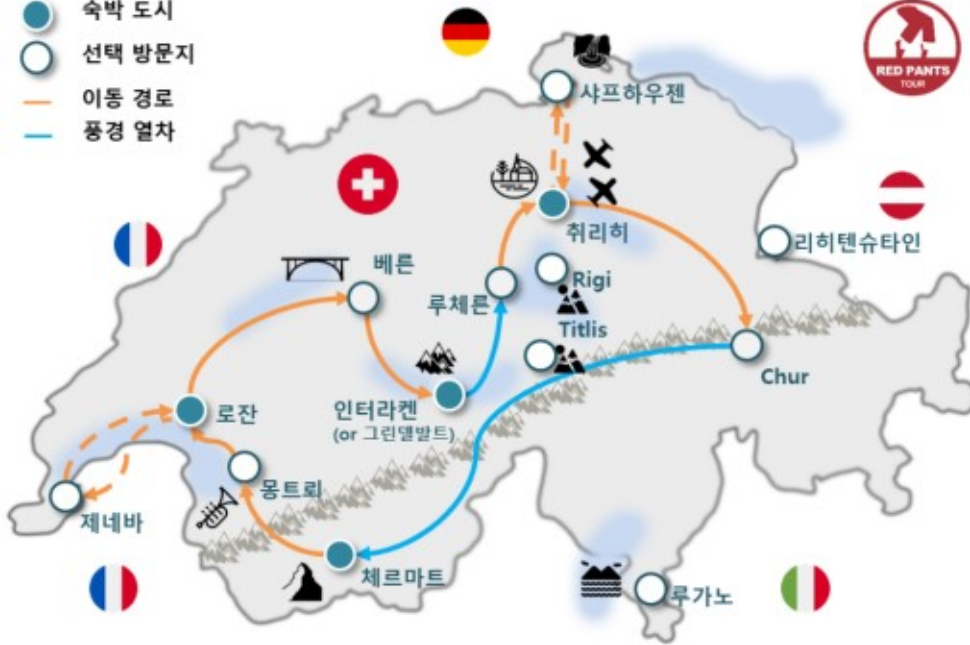 숙박 도시
선택 방문지
이동 경로
풍경 열차
RED PANTS
TOUR
샤프하우젠
취리히
리히텐슈타인
베른
루체른
Rigi
Titlis
Chur
인터라켄
(or 그린델발트)
로잔
몽트뢰
제네바
체르마트
루가노